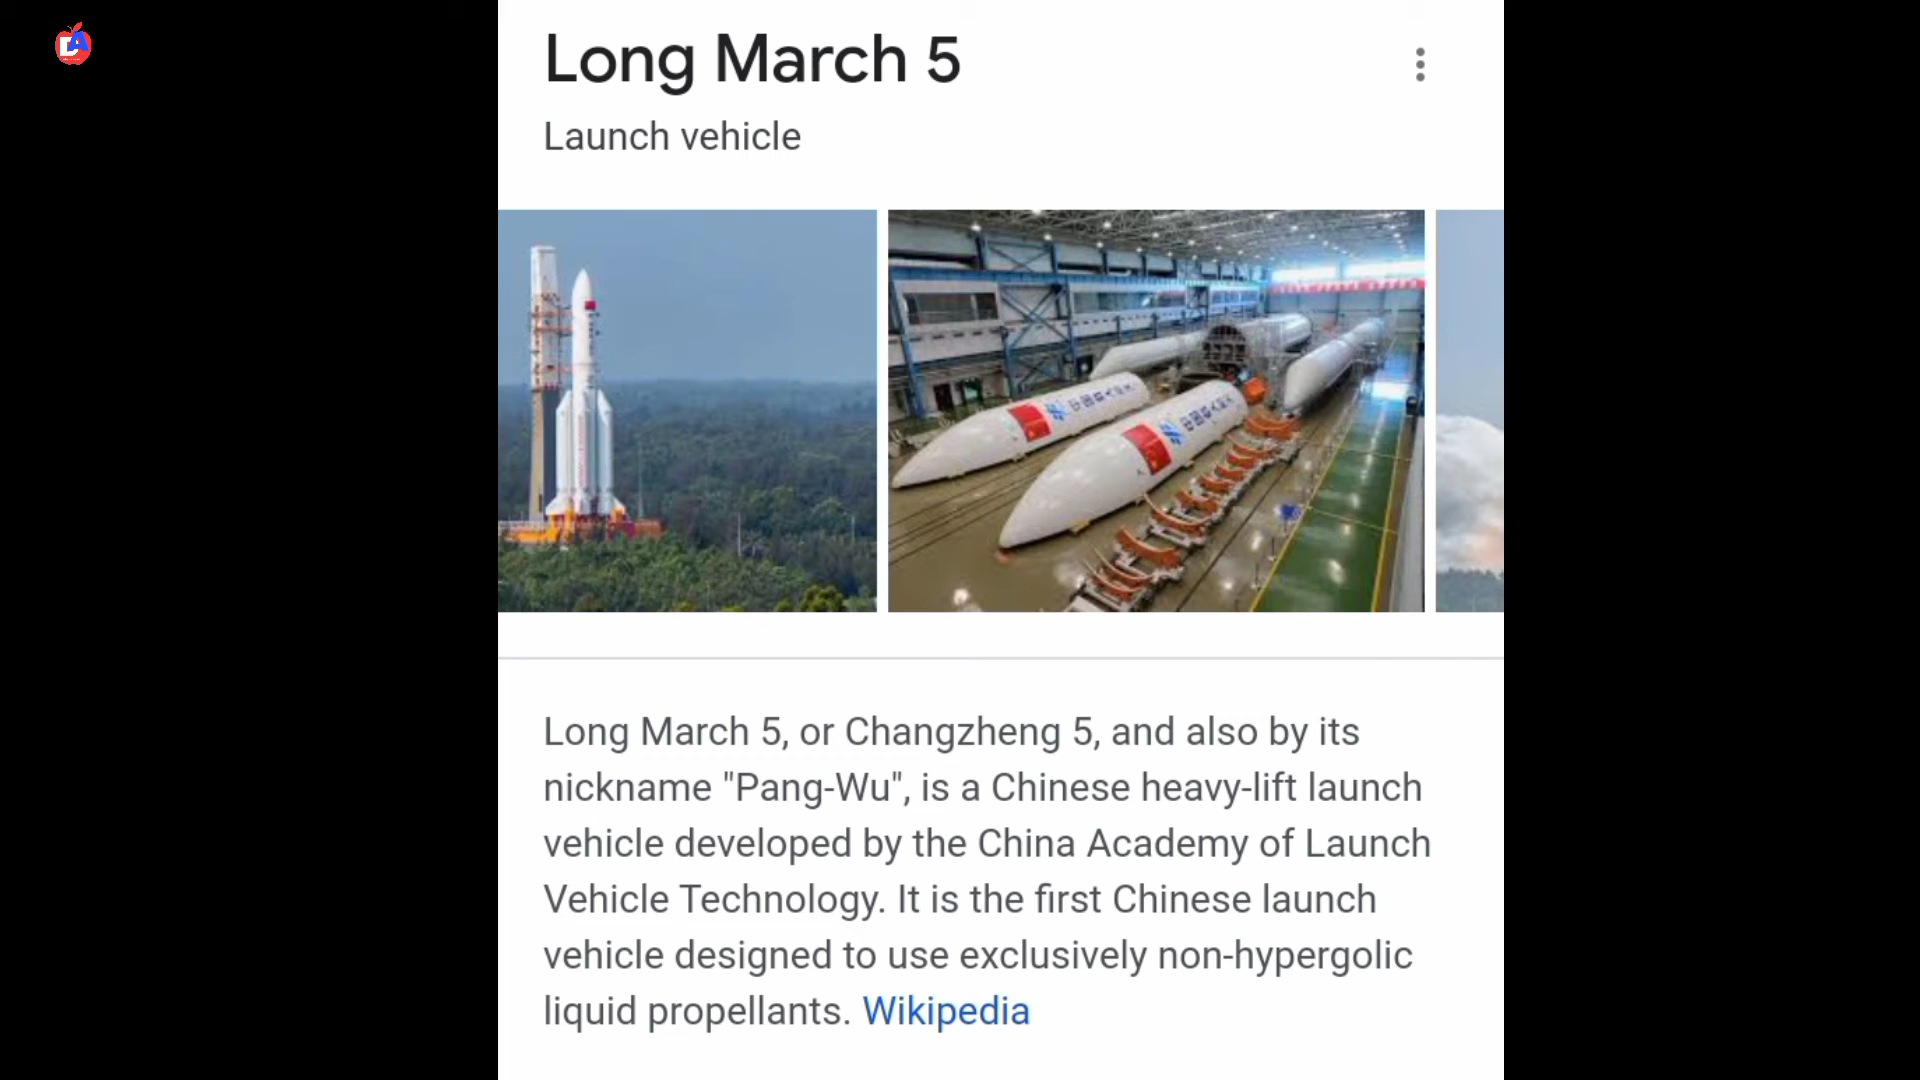 Long March 5
Launch vehicle
Long March 5, or Changzheng 5, and also by its
nickname "Pang-Wu", is a Chinese heavy-lift launch
vehicle developed by the China Academy of Launch
Vehicle Technology. It is the first Chinese launch
vehicle designed to use exclusively non-hypergolic
liquid propellants. Wikipedia